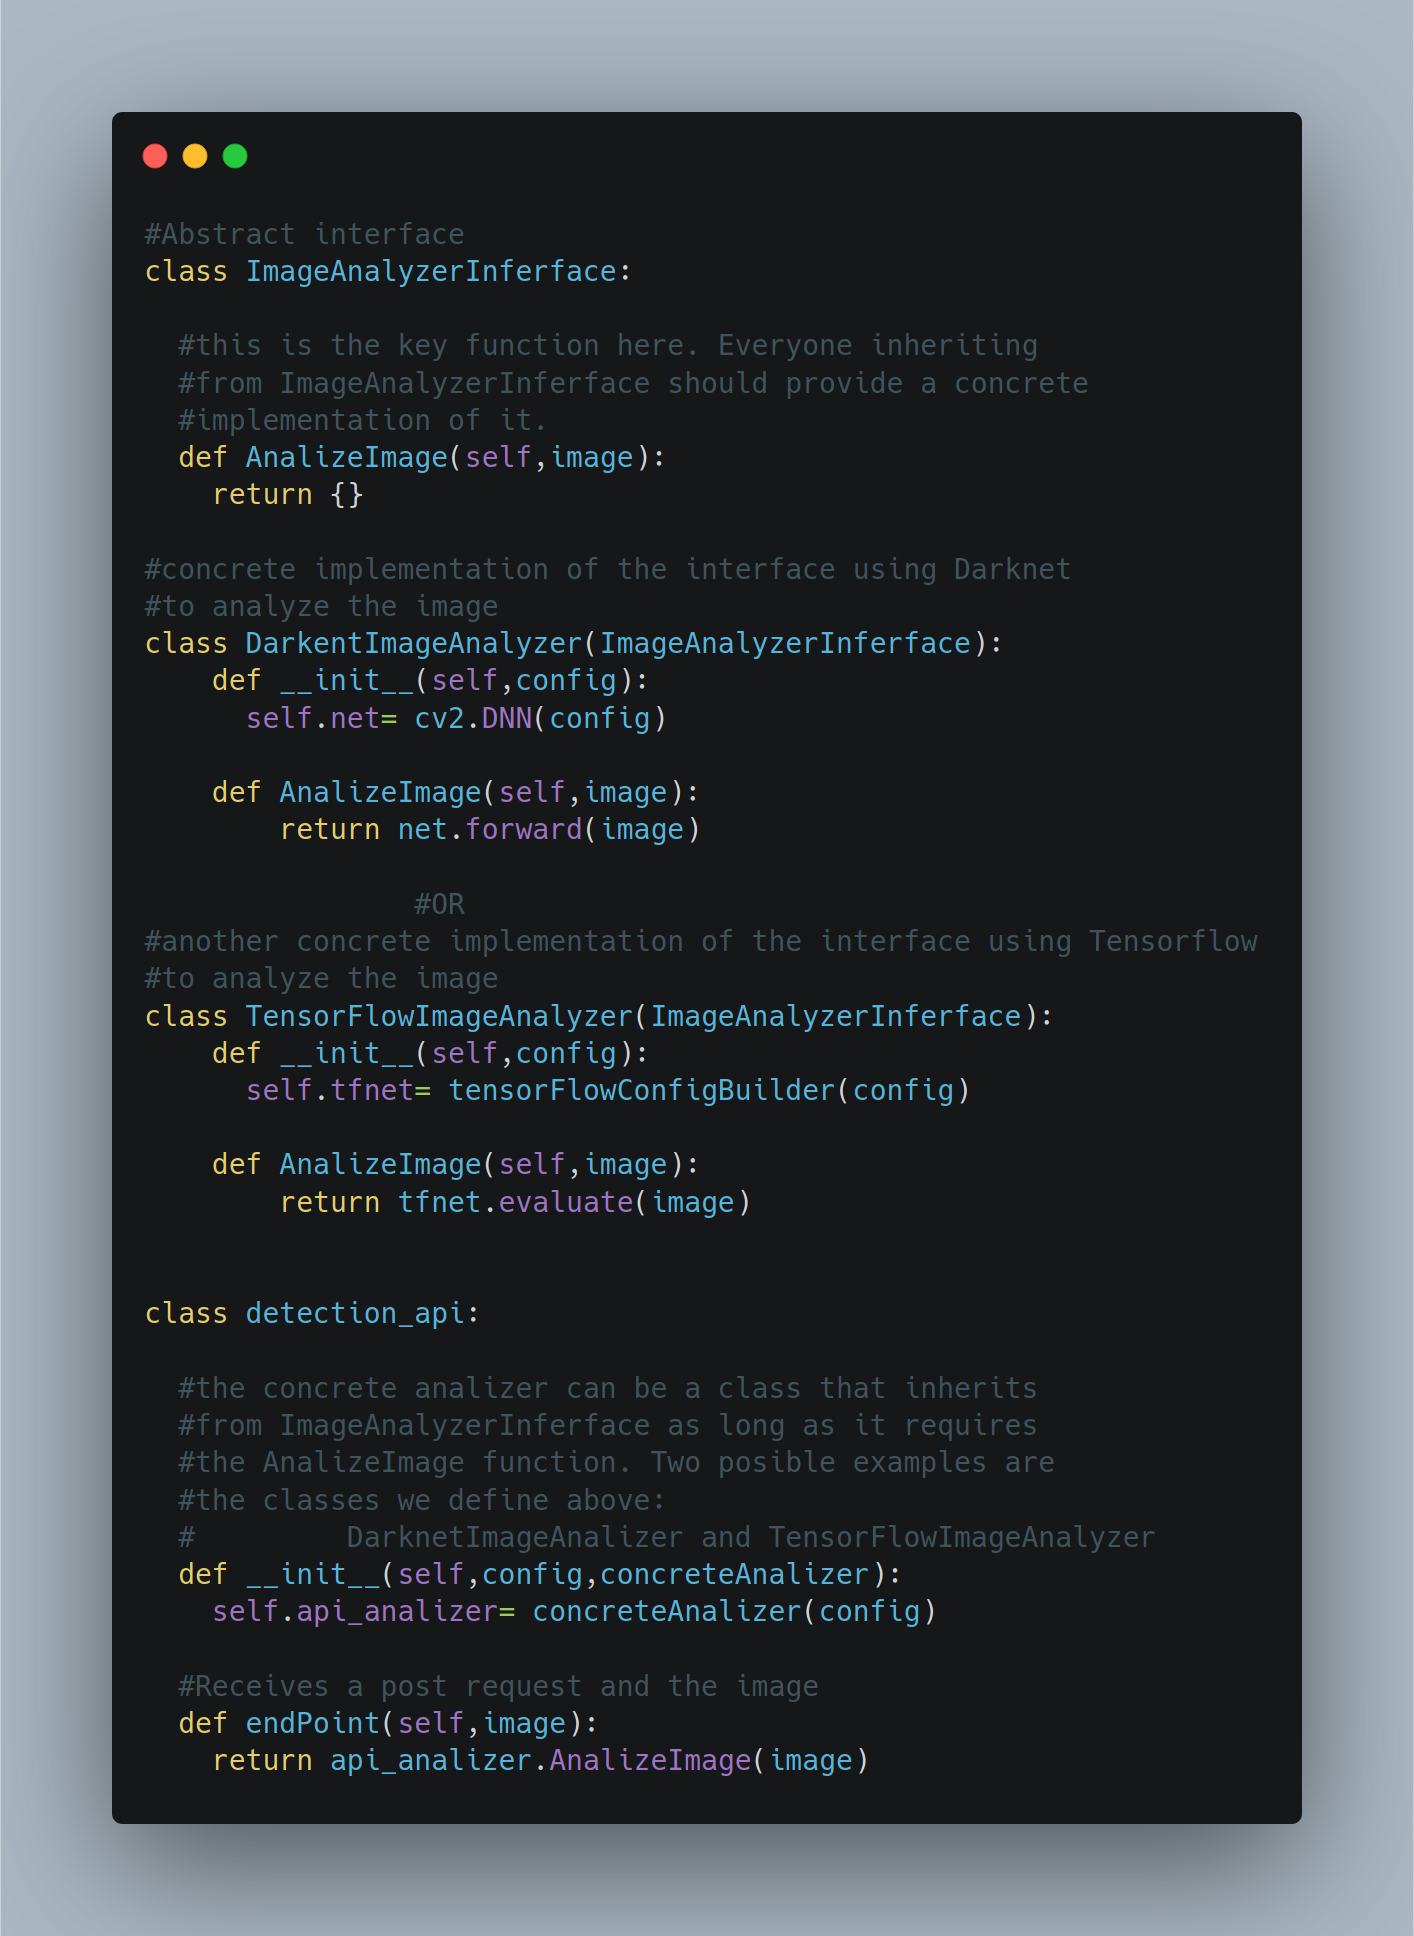 #Abstract interface
class ImageAnalyzerInferface:
#this is the key function here. Everyone inheriting
#from ImageAnalyzerInferface should provide a concrete
#implementation of it.
def AnalizeImage(self,image):
return {}
#concrete implementation of the interface using Darknet
#to analyze the image
class DarkentImageAnalyzer(ImageAnalyzerInferface):
def __init__(self,config):
self.net= cv2.DNN(config)
def AnalizeImage(self,image):
return net.forward(image)
#OR
#another concrete implementation of the interface using Tensorflow
#to analyze the image
class TensorFlowImageAnalyzer(ImageAnalyzerInferface):
def __init__(self,config):
self.tfnet= tensorFlowConfigBuilder(config)
def AnalizeImage(self,image):
return tfnet.evaluate(image)
class detection_api:
#the concrete analizer can be a class that inherits
#from ImageAnalyzerInferface as long as it requires
#the AnalizeImage function. Two posible examples are
#the classes we define above:
#         DarknetImageAnalizer and TensorFlowImageAnalyzer
def __init__(self,config,concreteAnalizer):
self.api_analizer= concreteAnalizer(config)
#Receives a post request and the image
def endPoint(self,image):
return api_analizer.AnalizeImage(image)